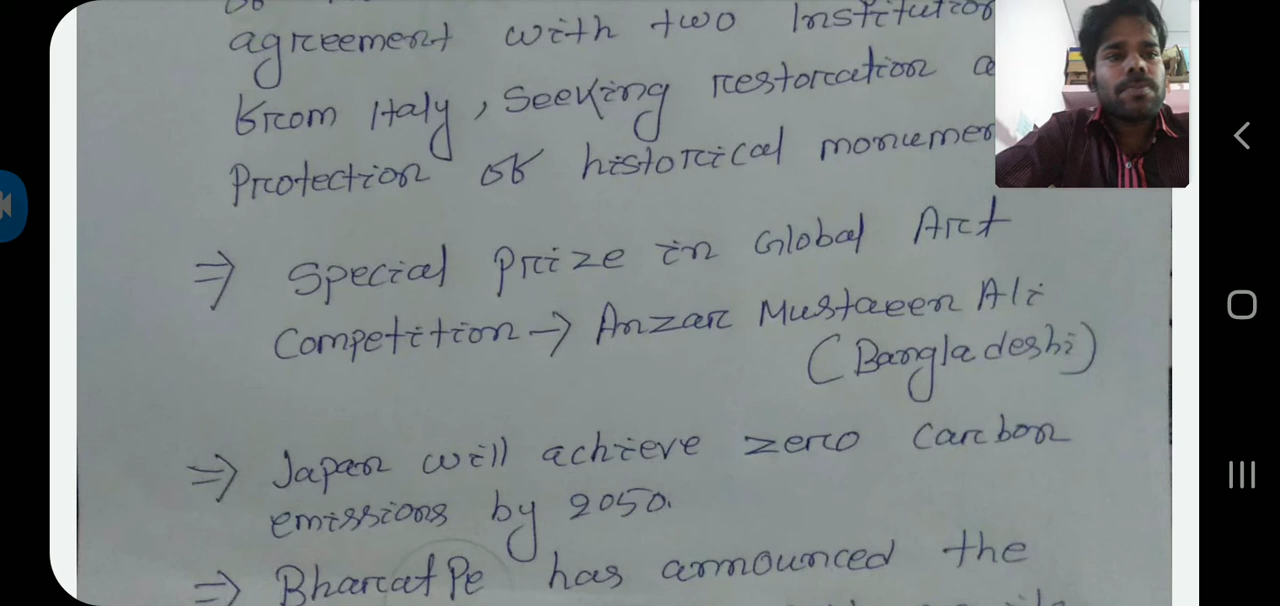 agreement with two Institution
from Italy, seeking restoration a
Protection of historical monumen
⇒ Special Prize in Global Art
Competition → Anzar Mustaeen Ali
(Bangladeshi)
⇒ Japan will achieve zero carbon
emissions by 2050.
⇒ BharatPe has announced the